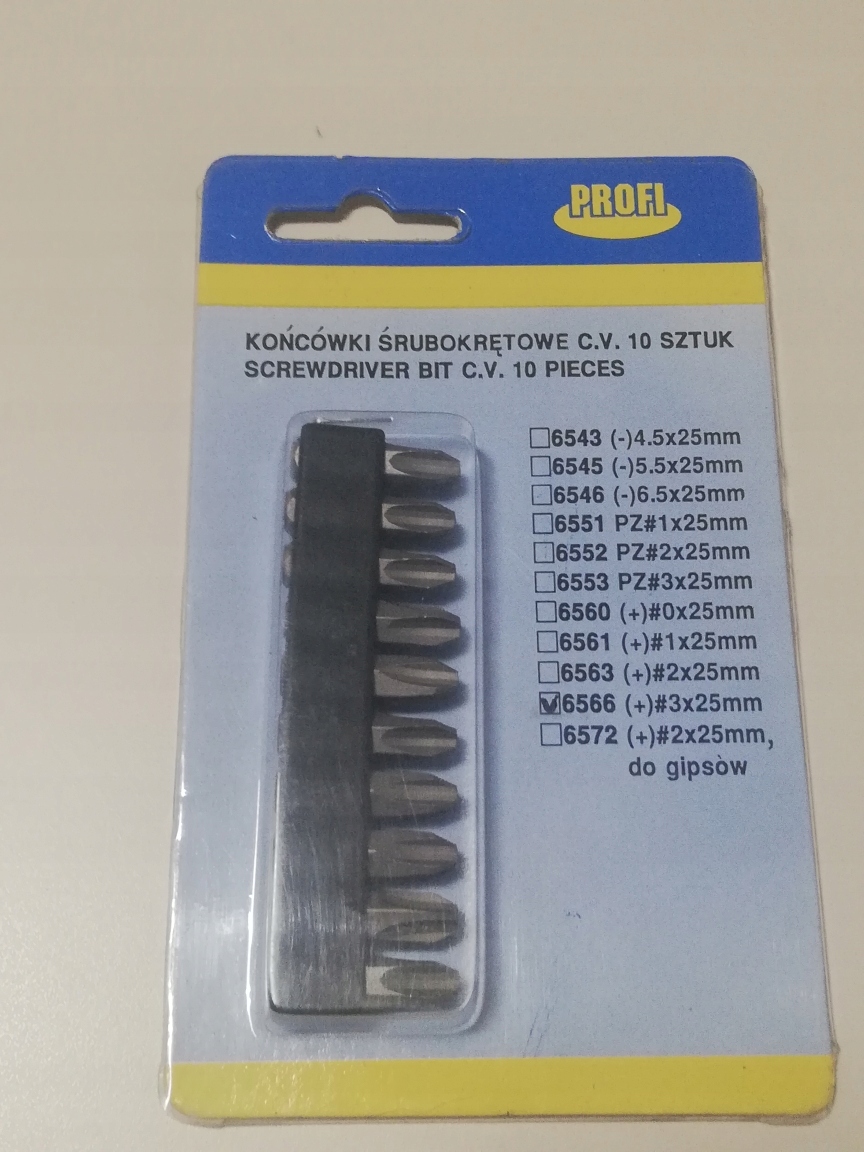 PROFI
KOŃCÓWKI ŚRUBOKRĘTOWE C.V. 10 SZTUK
SCREWDRIVER BIT C.V. 10 PIECES
☐6543 (-)4.5x25mm
☐6545 (-)5.5x25mm
☐6546 (-)6.5x25mm
☐6551 PZ#1x25mm
☐6552 PZ#2x25mm
☐6553 PZ#3x25mm
☐6560 (+)#0x25mm
☐6561 (+)#1x25mm
☐6563 (+)#2x25mm
☑6566 (+)#3x25mm
☐6572 (+)#2x25mm,
do gipsòw